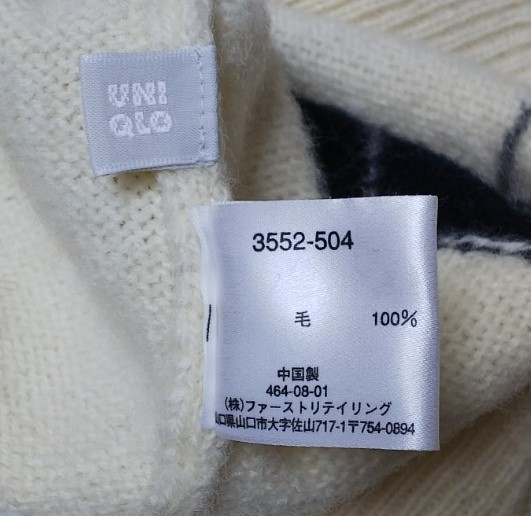 UNI
QLO
3552-504
毛 100%
中国製
464-08-01
(株)ファーストリテイリング
口県山口市大字佐山717-1〒754-0894